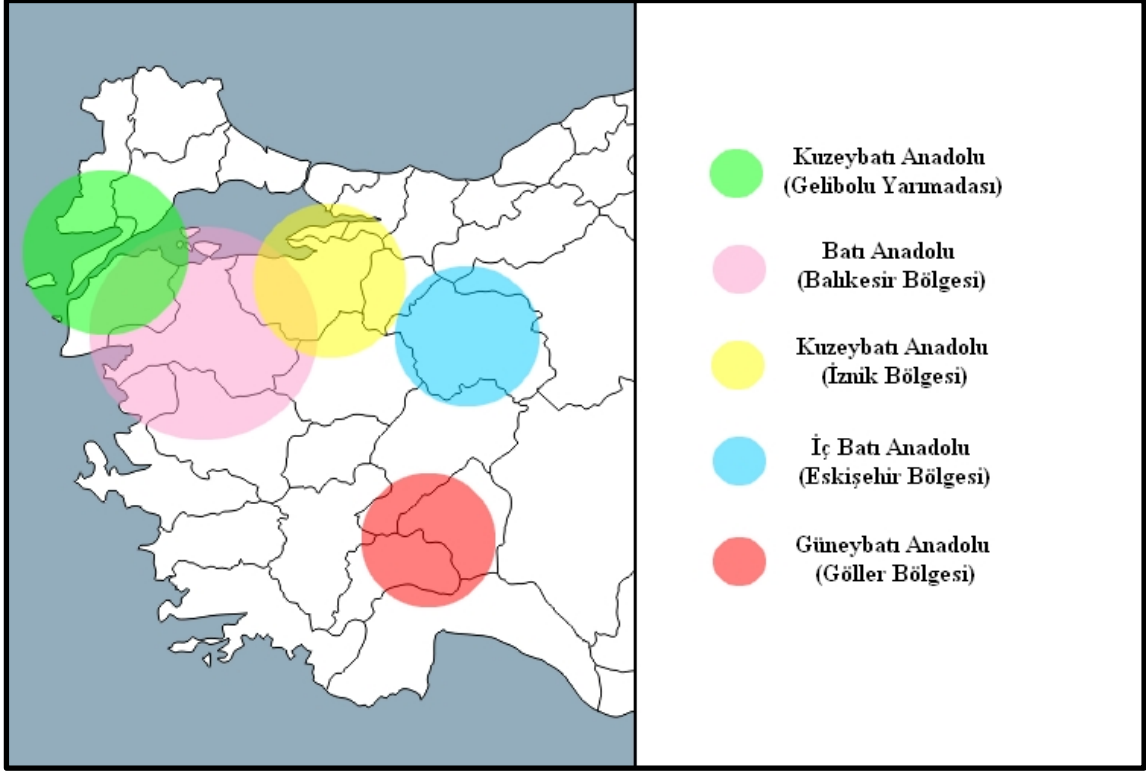 Kuzeybatı Anadolu
(Gelibolu Yarımadası)
Batı Anadolu
(Balıkesir Bölgesi)
Kuzeybatı Anadolu
(İznik Bölgesi)
İç Batı Anadolu
(Eskişehir Bölgesi)
Güneybatı Anadolu
(Göller Bölgesi)